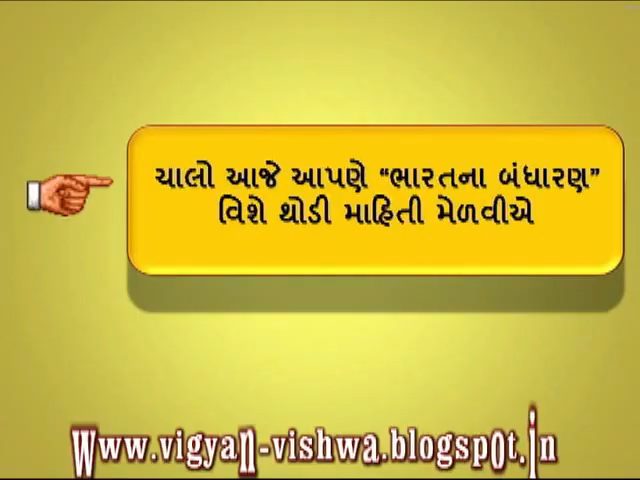 ચાલો આજે આપણે “ભારતના બંધારણ”
વિશે થોડી માહિતી મેળવીએ
www.vigyan-vishwa.blogspot.in